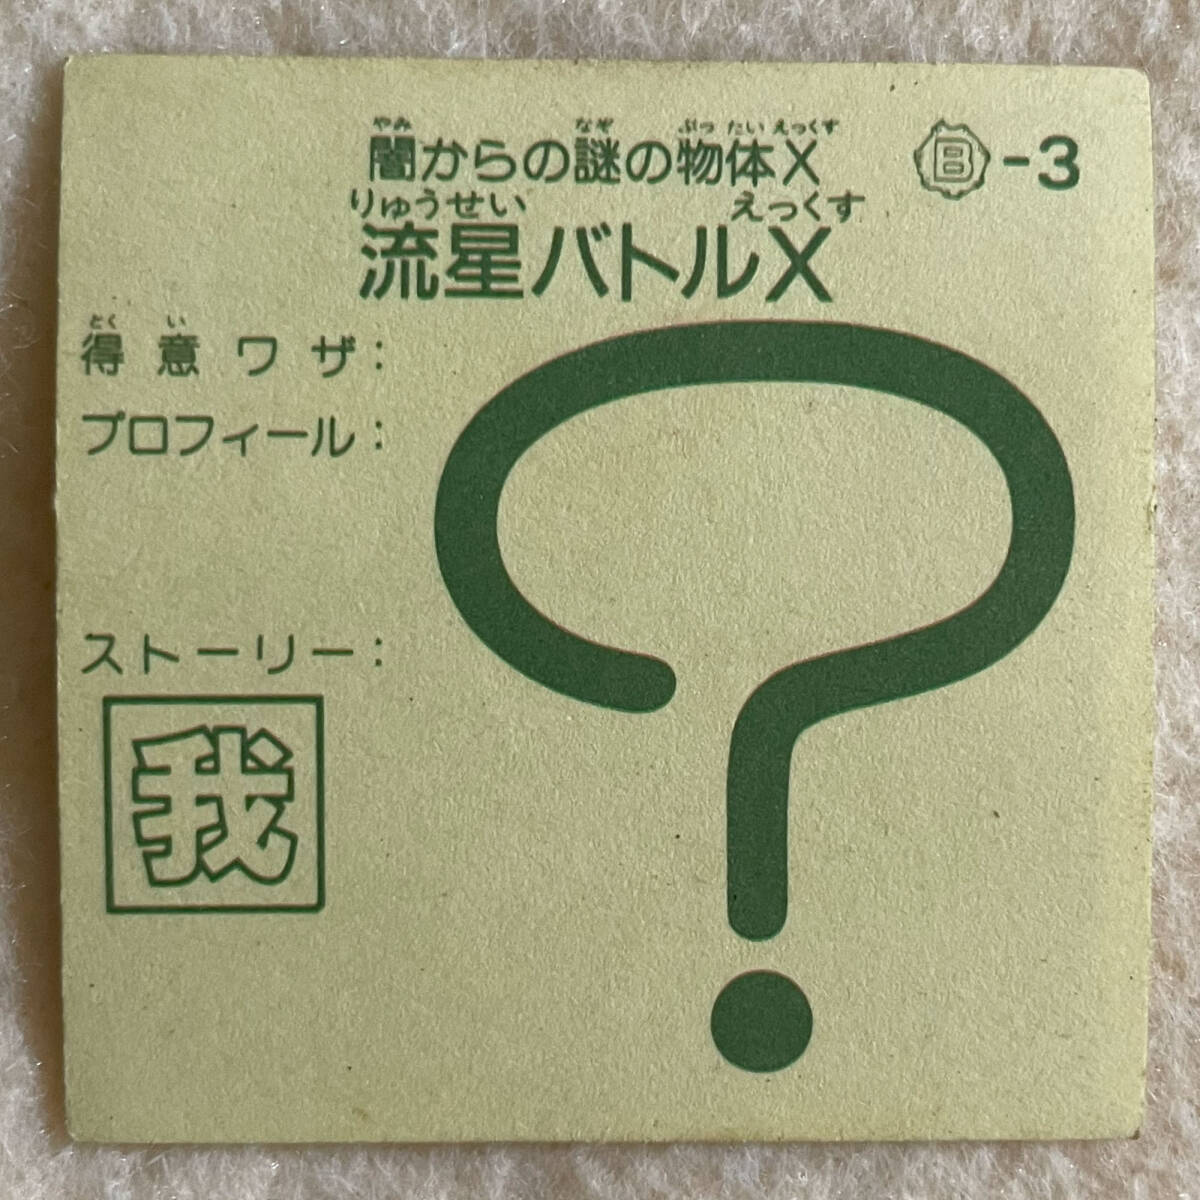 やみ なぞ ぶっ たい えっくす
闇からの謎の物体X Ⓑ-3
りゅうせい えっくす
流星バトルX
とく い
得意ワザ:
プロフィール:
?
ストーリー:
我